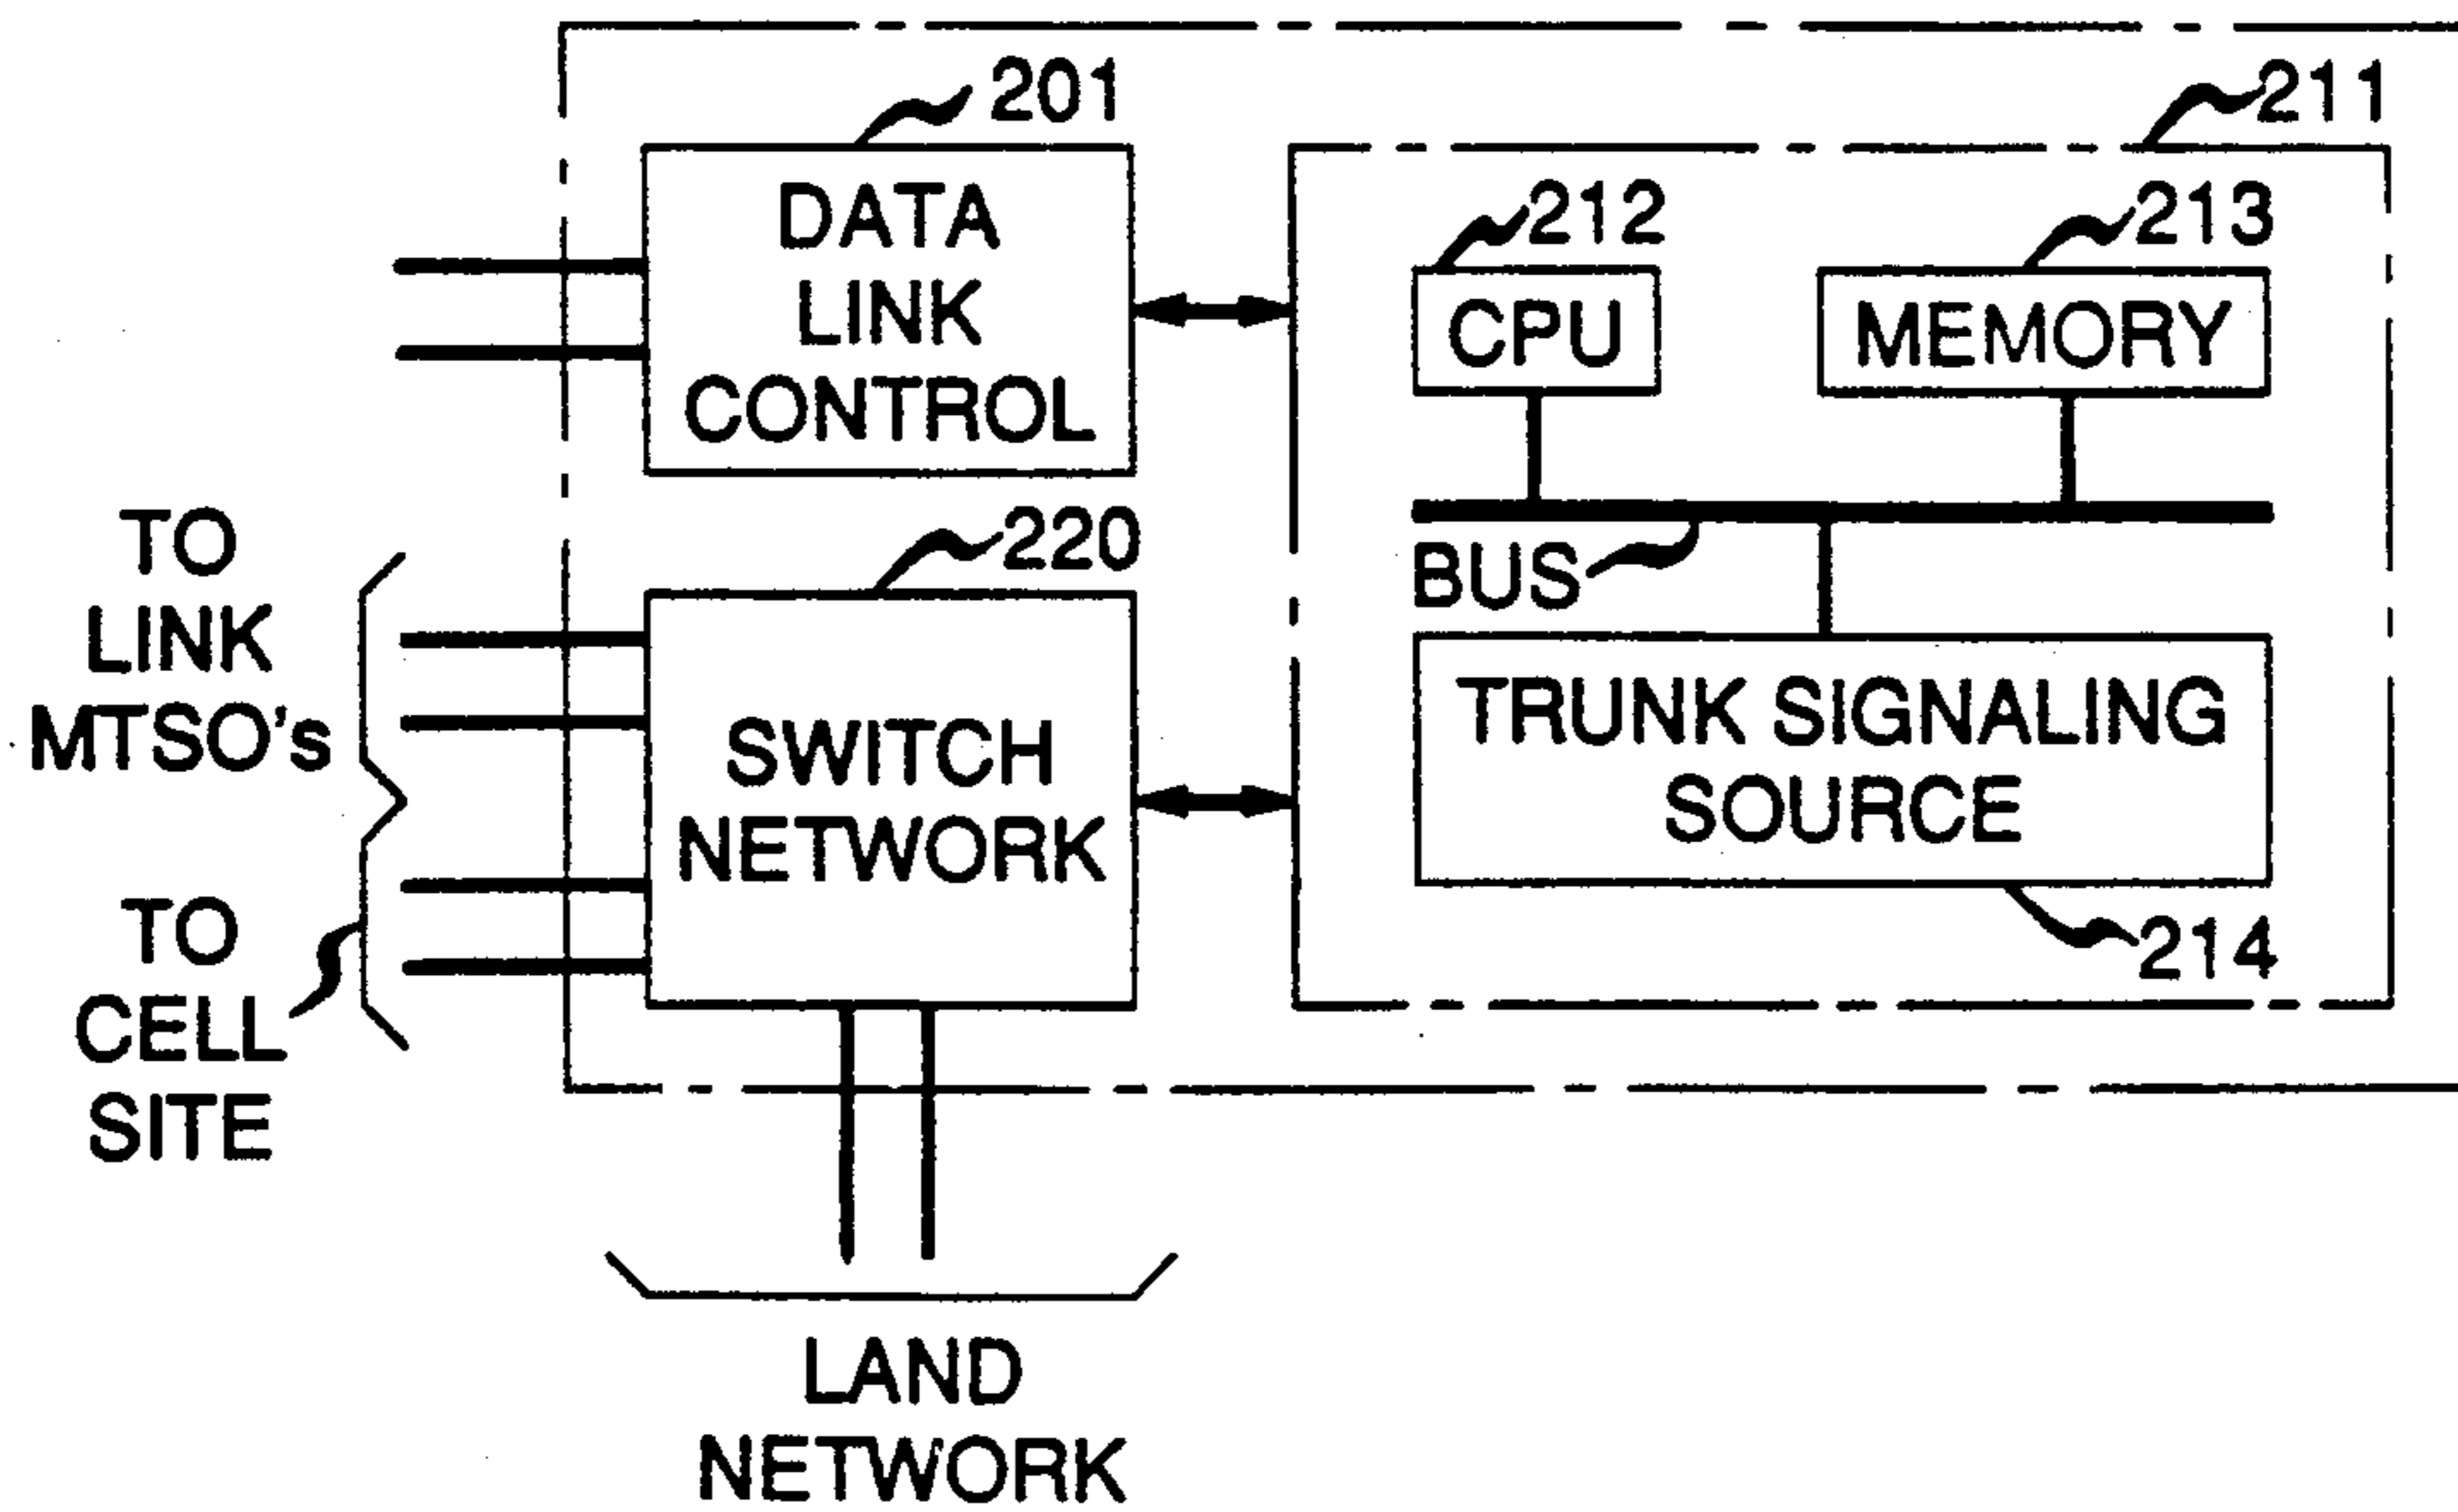 201
211
DATA
LINK
CONTROL
212
213
CPU
MEMORY
BUS
TO
LINK
MTSO's
220
SWITCH
NETWORK
TRUNK SIGNALING
SOURCE
214
TO
CELL
SITE
LAND
NETWORK